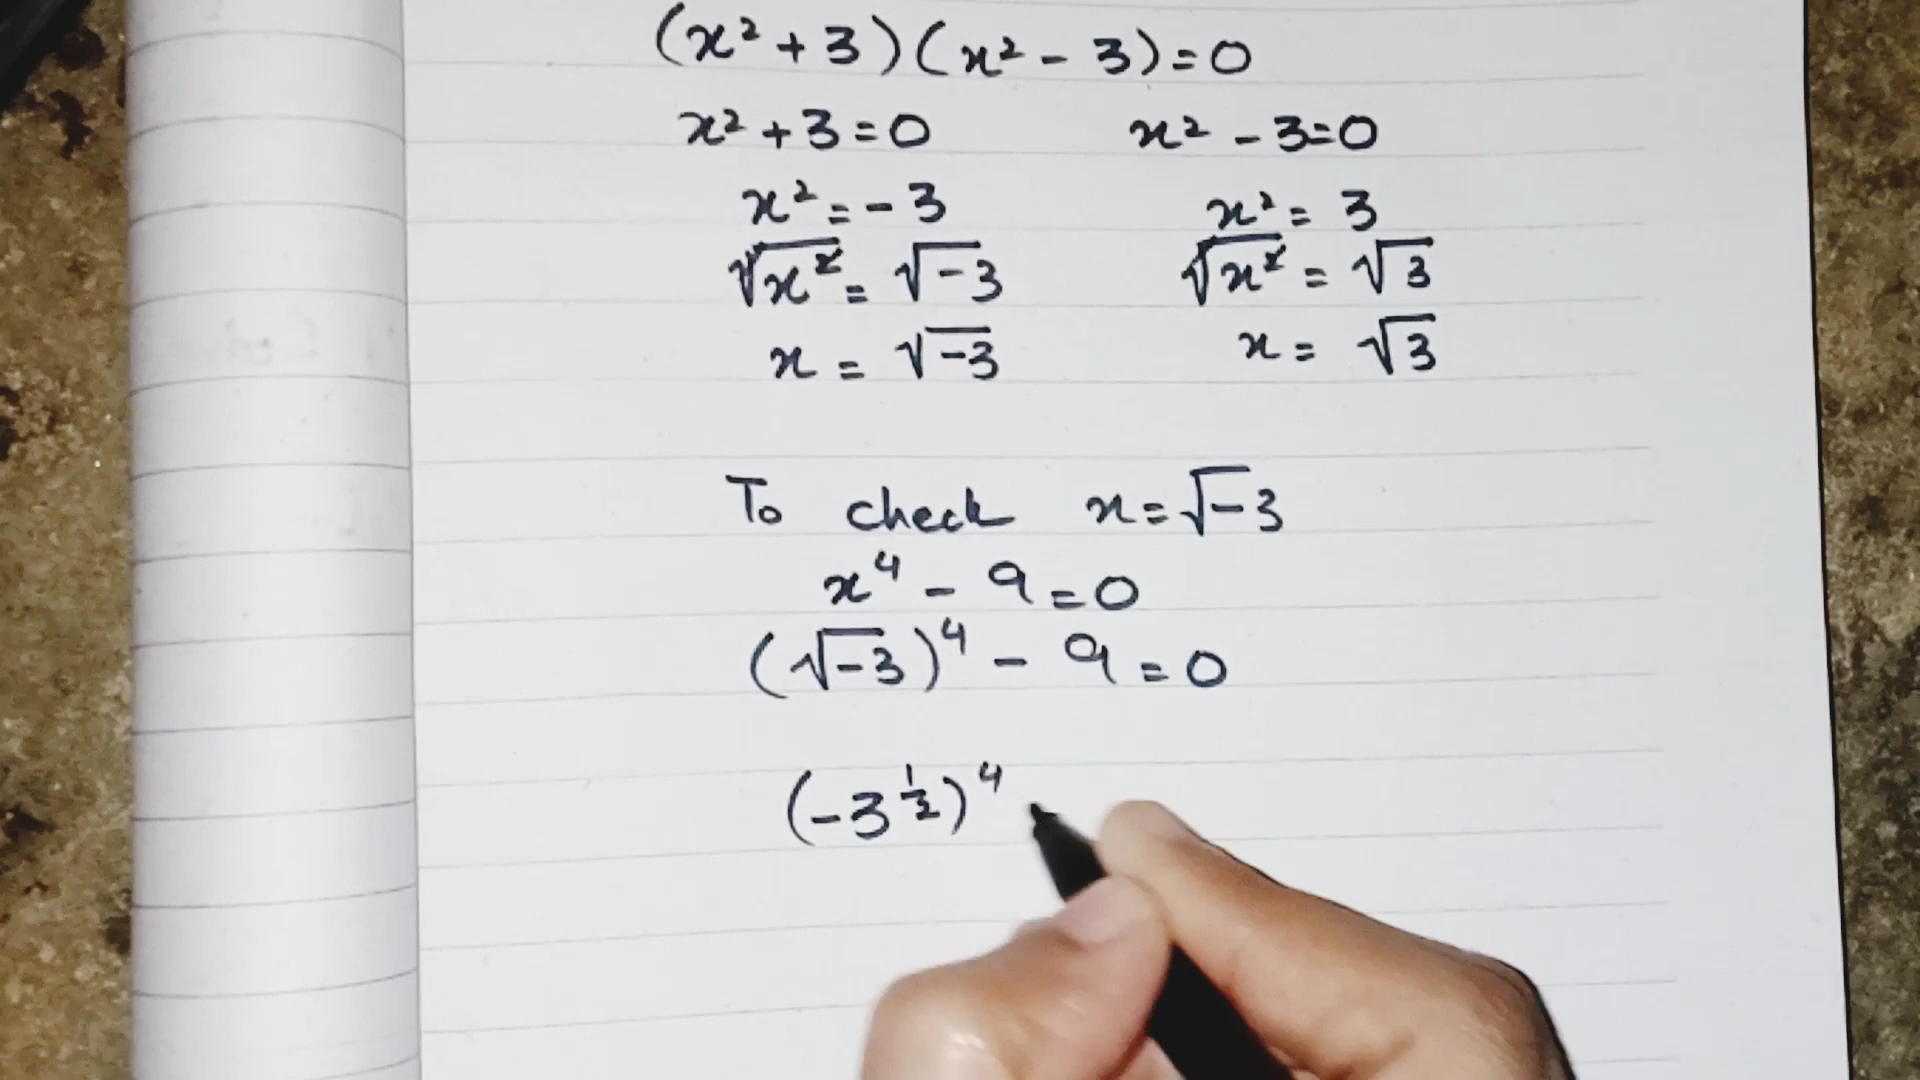 (x² + 3)(x² - 3) = 0
x² + 3 = 0 x² - 3 = 0
x² = - 3 x² = 3
√x² = √-3 √x² = √3
x = √-3 x = √3
To check x = √-3
x⁴ - 9 = 0
(√-3)⁴ - 9 = 0
(-3^½)⁴